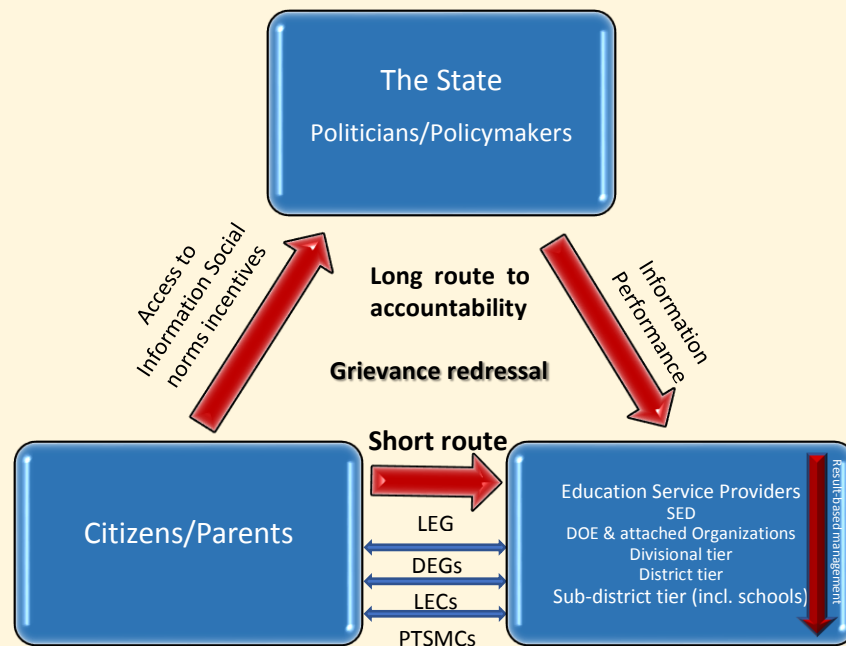 The State
Politicians/Policymakers
Access to
Information Social
norms incentives
Long route to
accountability
Information
Performance
Grievance redressal
Short route
Citizens/Parents
LEG
DEGs
LECs
PTSMCs
Education Service Providers
SED
DOE & attached Organizations
Divisional tier
District tier
Sub-district tier (incl. schools)
Result-based management